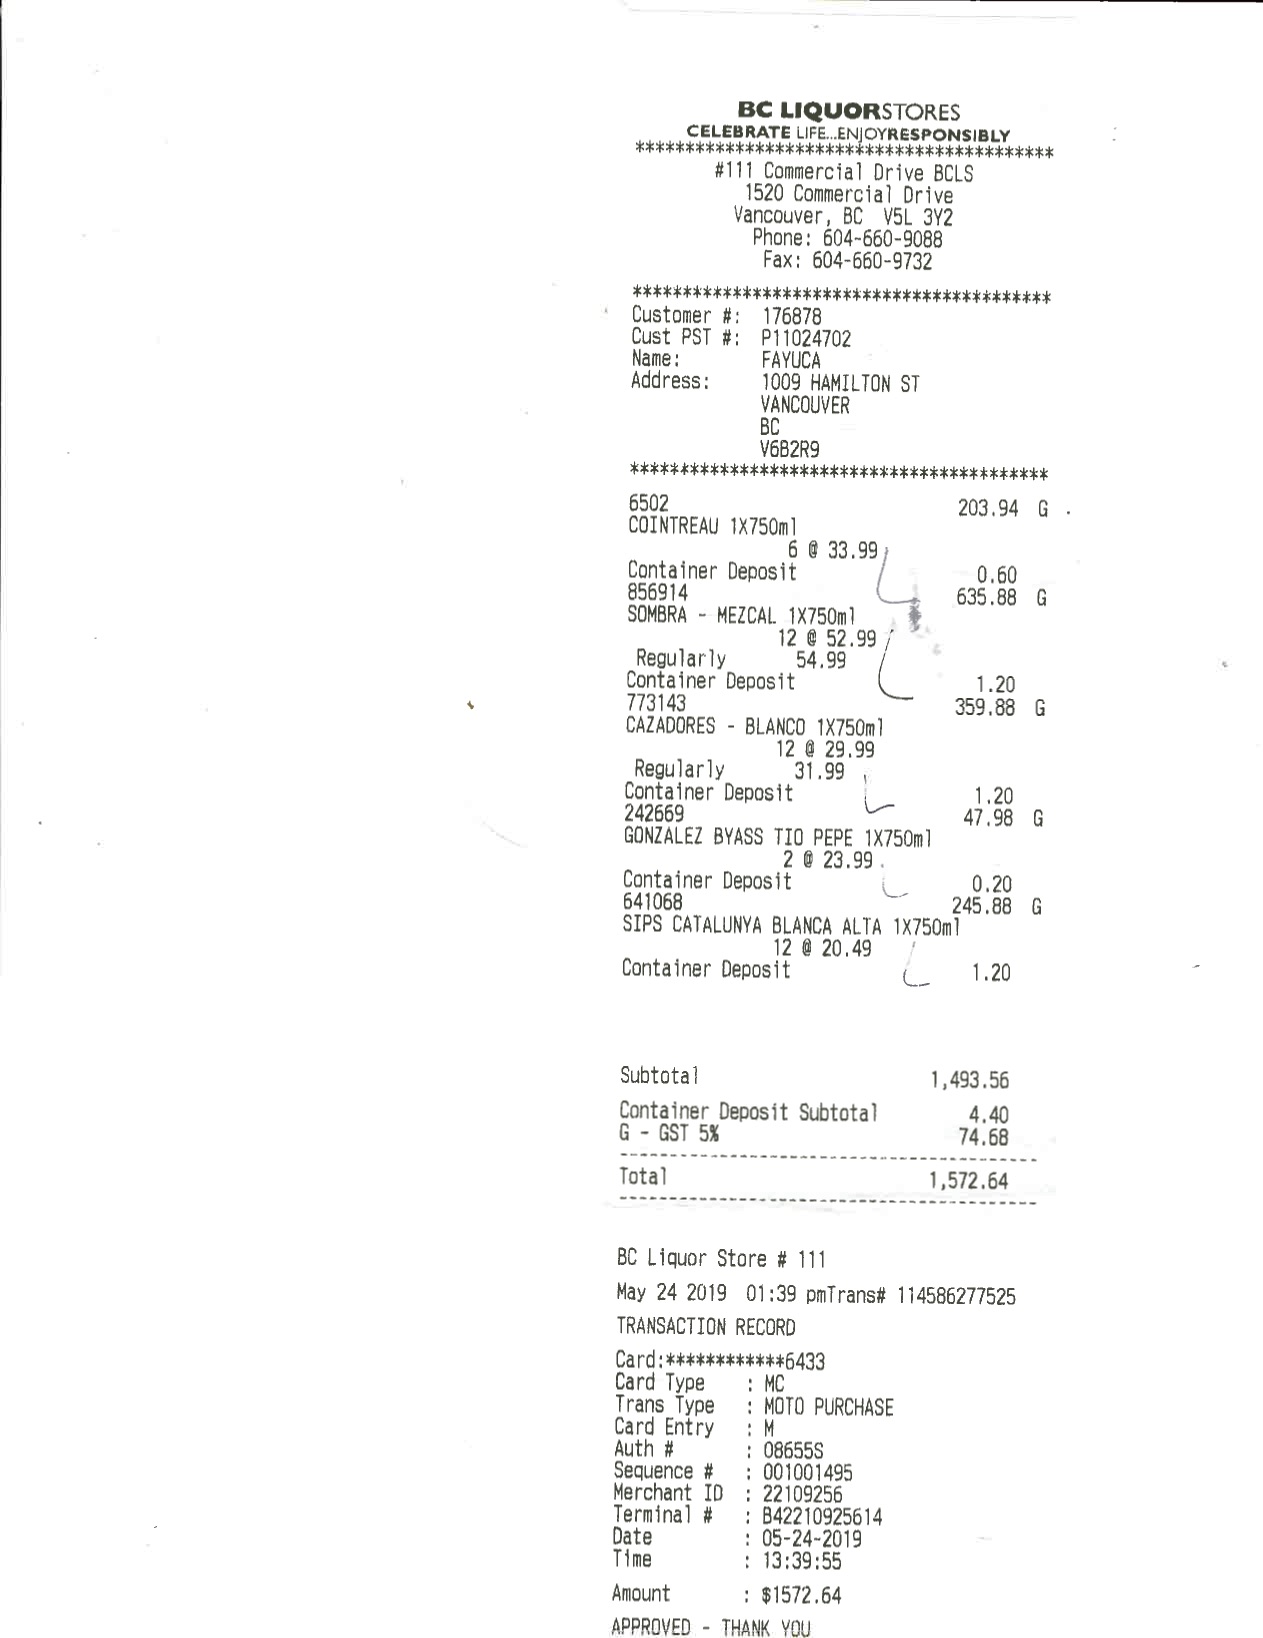 BC LIQUORSTORES
CELEBRATE LIFE...ENJOYRESPONSIBLY
******************************************
#111 Commercial Drive BCLS
1520 Commercial Drive
Vancouver, BC V5L 3Y2
Phone: 604-660-9088
Fax: 604-660-9732
******************************************
Customer #: 176878
Cust PST #: P11024702
Name: FAYUCA
Address: 1009 HAMILTON ST
VANCOUVER
BC
V6B2R9
******************************************
6502 203.94 G
COINTREAU 1X750ml
6 @ 33.99
Container Deposit 0.60
856914 635.88 G
SOMBRA - MEZCAL 1X750ml
12 @ 52.99
Regularly 54.99
Container Deposit 1.20
773143 359.88 G
CAZADORES - BLANCO 1X750ml
12 @ 29.99
Regularly 31.99
Container Deposit 1.20
242669 47.98 G
GONZALEZ BYASS TIO PEPE 1X750ml
2 @ 23.99
Container Deposit 0.20
641068 245.88 G
SIPS CATALUNYA BLANCA ALTA 1X750ml
12 @ 20.49
Container Deposit 1.20
Subtotal 1,493.56
Container Deposit Subtotal 4.40
G - GST 5% 74.68
------------------------------------------
Total 1,572.64
------------------------------------------
BC Liquor Store # 111
May 24 2019 01:39 pmTrans# 114586277525
TRANSACTION RECORD
Card:************6433
Card Type : MC
Trans Type : MOTO PURCHASE
Card Entry : M
Auth # : 08655S
Sequence # : 001001495
Merchant ID : 22109256
Terminal # : B42210925614
Date : 05-24-2019
Time : 13:39:55
Amount : $1572.64
APPROVED - THANK YOU